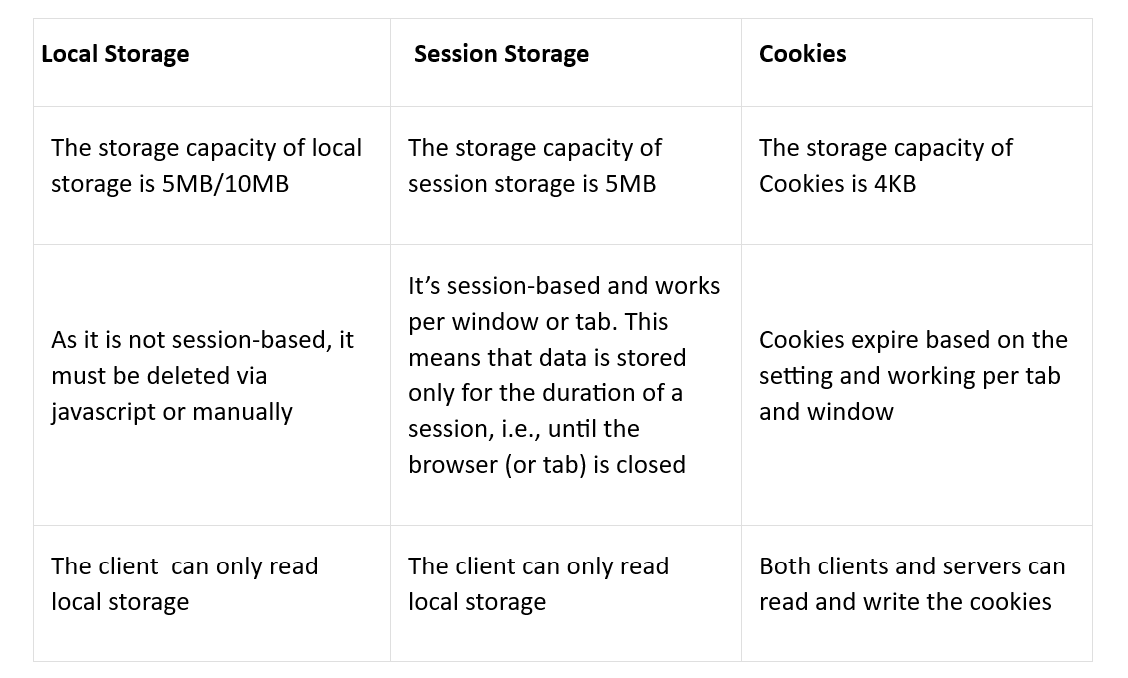 Local Storage
Session Storage
Cookies
The storage capacity of local
storage is 5MB/10MB
The storage capacity of
session storage is 5MB
The storage capacity of
Cookies is 4KB
As it is not session-based, it
must be deleted via
javascript or manually
It’s session-based and works
per window or tab. This
means that data is stored
only for the duration of a
session, i.e., until the
browser (or tab) is closed
Cookies expire based on the
setting and working per tab
and window
The client  can only read
local storage
The client can only read
local storage
Both clients and servers can
read and write the cookies